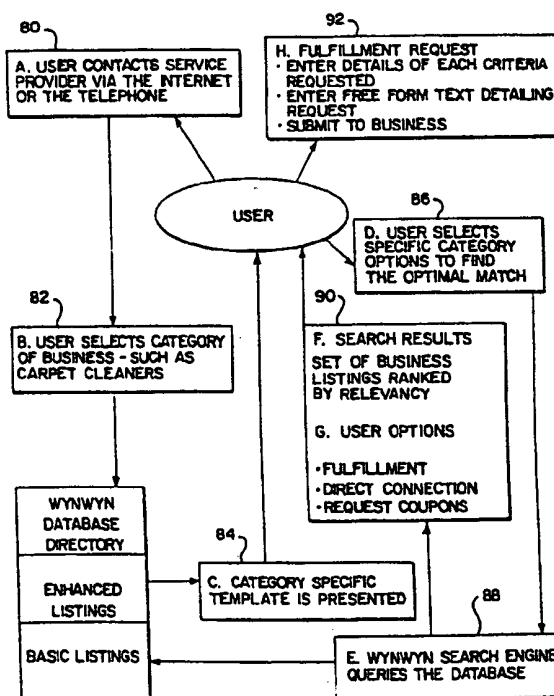 80
A. USER CONTACTS SERVICE
PROVIDER VIA THE INTERNET
OR THE TELEPHONE
92
H. FULFILLMENT REQUEST
· ENTER DETAILS OF EACH CRITERIA
REQUESTED
· ENTER FREE FORM TEXT DETAILING
REQUEST
· SUBMIT TO BUSINESS
USER
86
D. USER SELECTS
SPECIFIC CATEGORY
OPTIONS TO FIND
THE OPTIMAL MATCH
82
B. USER SELECTS CATEGORY
OF BUSINESS - SUCH AS
CARPET CLEANERS
90
F. SEARCH RESULTS
SET OF BUSINESS
LISTINGS RANKED
BY RELEVANCY
G. USER OPTIONS
· FULFILLMENT
· DIRECT CONNECTION
· REQUEST COUPONS
WYNWYN
DATABASE
DIRECTORY
ENHANCED
LISTINGS
BASIC LISTINGS
84
C. CATEGORY SPECIFIC
TEMPLATE IS PRESENTED
88
E. WYNWYN SEARCH ENGINE
QUERIES THE DATABASE